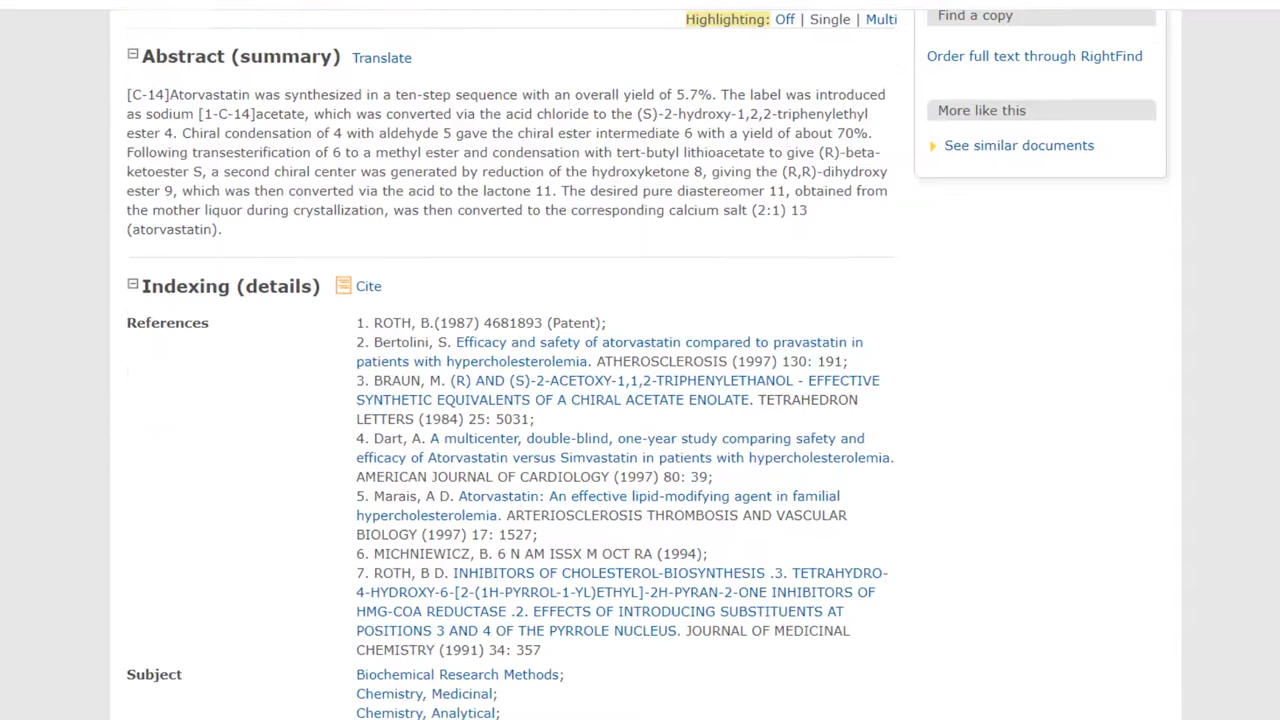 Highlighting: Off | Single | Multi
Find a copy
Order full text through RightFind
More like this
See similar documents
Abstract (summary) Translate
[C-14]Atorvastatin was synthesized in a ten-step sequence with an overall yield of 5.7%. The label was introduced
as sodium [1-C-14]acetate, which was converted via the acid chloride to the (S)-2-hydroxy-1,2,2-triphenylethyl
ester 4. Chiral condensation of 4 with aldehyde 5 gave the chiral ester intermediate 6 with a yield of about 70%.
Following transesterification of 6 to a methyl ester and condensation with tert-butyl lithioacetate to give (R)-beta-
ketoester S, a second chiral center was generated by reduction of the hydroxyketone 8, giving the (R,R)-dihydroxy
ester 9, which was then converted via the acid to the lactone 11. The desired pure diastereomer 11, obtained from
the mother liquor during crystallization, was then converted to the corresponding calcium salt (2:1) 13
(atorvastatin).
Indexing (details) Cite
References
1. ROTH, B.(1987) 4681893 (Patent);
2. Bertolini, S. Efficacy and safety of atorvastatin compared to pravastatin in
patients with hypercholesterolemia. ATHEROSCLEROSIS (1997) 130: 191;
3. BRAUN, M. (R) AND (S)-2-ACETOXY-1,1,2-TRIPHENYLETHANOL - EFFECTIVE
SYNTHETIC EQUIVALENTS OF A CHIRAL ACETATE ENOLATE. TETRAHEDRON
LETTERS (1984) 25: 5031;
4. Dart, A. A multicenter, double-blind, one-year study comparing safety and
efficacy of Atorvastatin versus Simvastatin in patients with hypercholesterolemia.
AMERICAN JOURNAL OF CARDIOLOGY (1997) 80: 39;
5. Marais, A D. Atorvastatin: An effective lipid-modifying agent in familial
hypercholesterolemia. ARTERIOSCLEROSIS THROMBOSIS AND VASCULAR
BIOLOGY (1997) 17: 1527;
6. MICHNIEWICZ, B. 6 N AM ISSX M OCT RA (1994);
7. ROTH, B D. INHIBITORS OF CHOLESTEROL-BIOSYNTHESIS .3. TETRAHYDRO-
4-HYDROXY-6-[2-(1H-PYRROL-1-YL)ETHYL]-2H-PYRAN-2-ONE INHIBITORS OF
HMG-COA REDUCTASE .2. EFFECTS OF INTRODUCING SUBSTITUENTS AT
POSITIONS 3 AND 4 OF THE PYRROLE NUCLEUS. JOURNAL OF MEDICINAL
CHEMISTRY (1991) 34: 357
Subject
Biochemical Research Methods;
Chemistry, Medicinal;
Chemistry, Analytical;